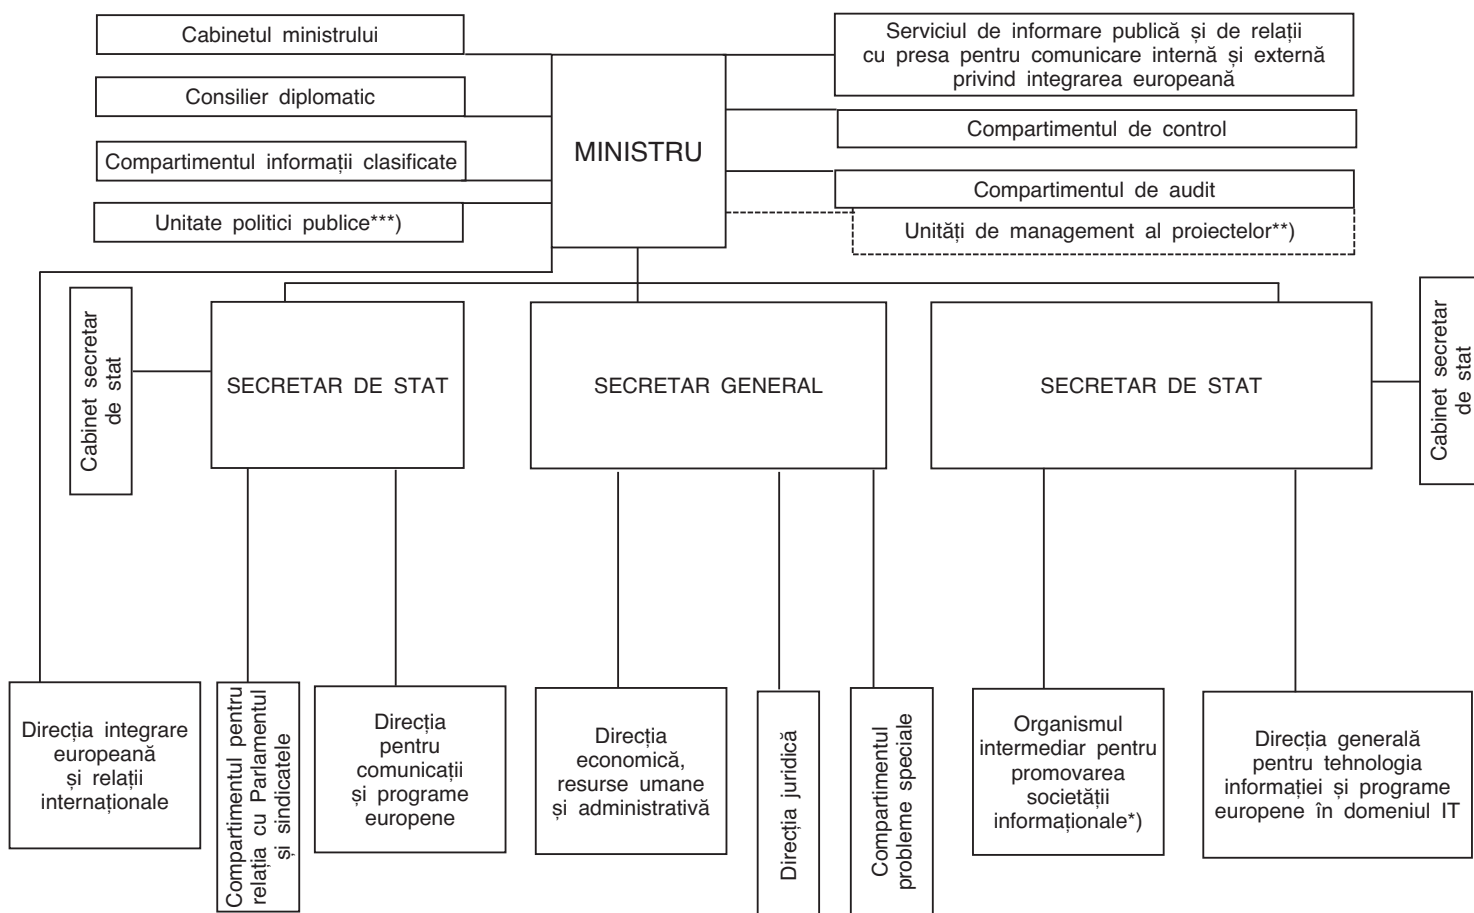 Cabinetul ministrului
Consilier diplomatic
Compartimentul informații clasificate
Unitate politici publice***)
MINISTRU
Serviciul de informare publică și de relații
cu presa pentru comunicare internă și externă
privind integrarea europeană
Compartimentul de control
Compartimentul de audit
Unități de management al proiectelor**)
Cabinet secretar
de stat
SECRETAR DE STAT
SECRETAR GENERAL
SECRETAR DE STAT
Cabinet secretar
de stat
Direcția integrare
europeană
și relații
internaționale
Compartimentul pentru
relația cu Parlamentul
și sindicatele
Direcția
pentru
comunicații
și programe
europene
Direcția
economică,
resurse umane
și administrativă
Direcția juridică
Compartimentul
probleme speciale
Organismul
intermediar pentru
promovarea
societății
informaționale*)
Direcția generală
pentru tehnologia
informației și programe
europene în domeniul IT